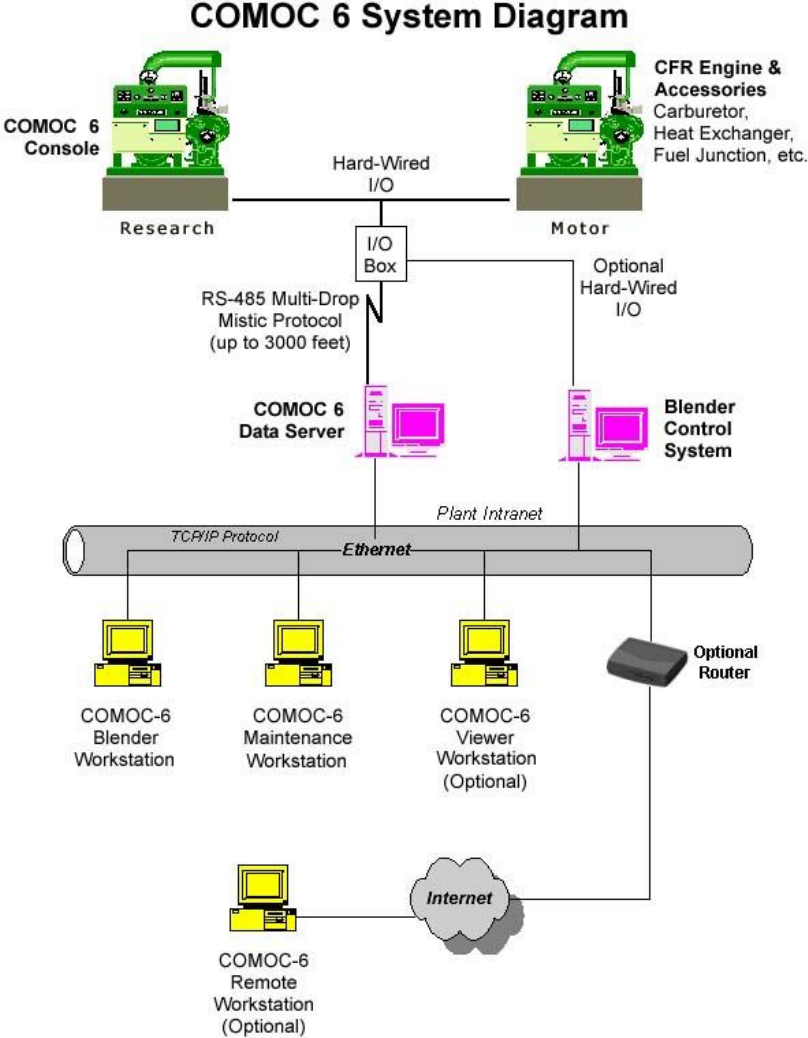 COMOC 6 System Diagram
COMOC 6
Console
CFR Engine &
Accessories
Carburetor,
Heat Exchanger,
Fuel Junction, etc.
Hard-Wired
I/O
Research
Motor
I/O
Box
Optional
Hard-Wired
I/O
RS-485 Multi-Drop
Mistic Protocol
(up to 3000 feet)
COMOC 6
Data Server
Blender
Control
System
Plant Intranet
TCP/IP Protocol
Ethernet
Optional
Router
COMOC-6
Blender
Workstation
COMOC-6
Maintenance
Workstation
COMOC-6
Viewer
Workstation
(Optional)
Internet
COMOC-6
Remote
Workstation
(Optional)